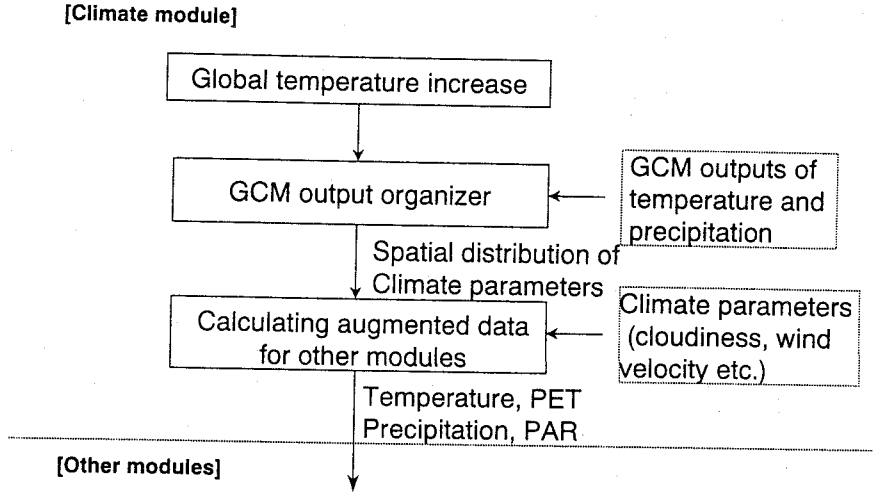 [Climate module]
Global temperature increase
GCM output organizer
GCM outputs of
temperature and
precipitation
Spatial distribution of
Climate parameters
Calculating augmented data
for other modules
Climate parameters
(cloudiness, wind
velocity etc.)
Temperature, PET
Precipitation, PAR
[Other modules]